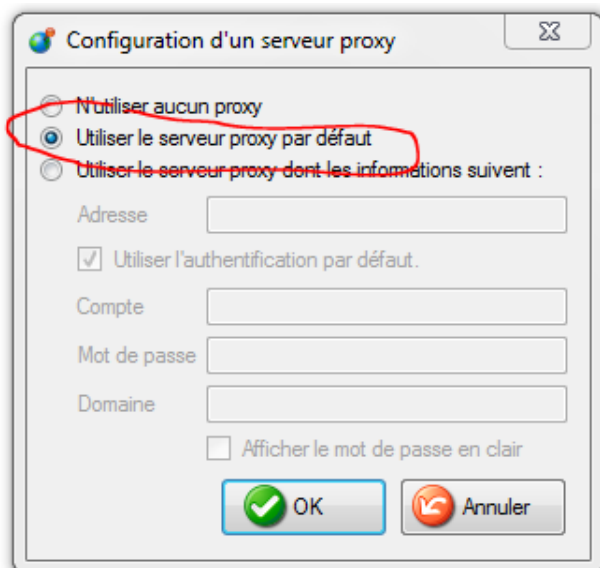 Configuration d'un serveur proxy
N'utiliser aucun proxy
Utiliser le serveur proxy par défaut
Utiliser le serveur proxy dont les informations suivent :
Adresse
Utiliser l'authentification par défaut.
Compte
Mot de passe
Domaine
Afficher le mot de passe en clair
OK Annuler